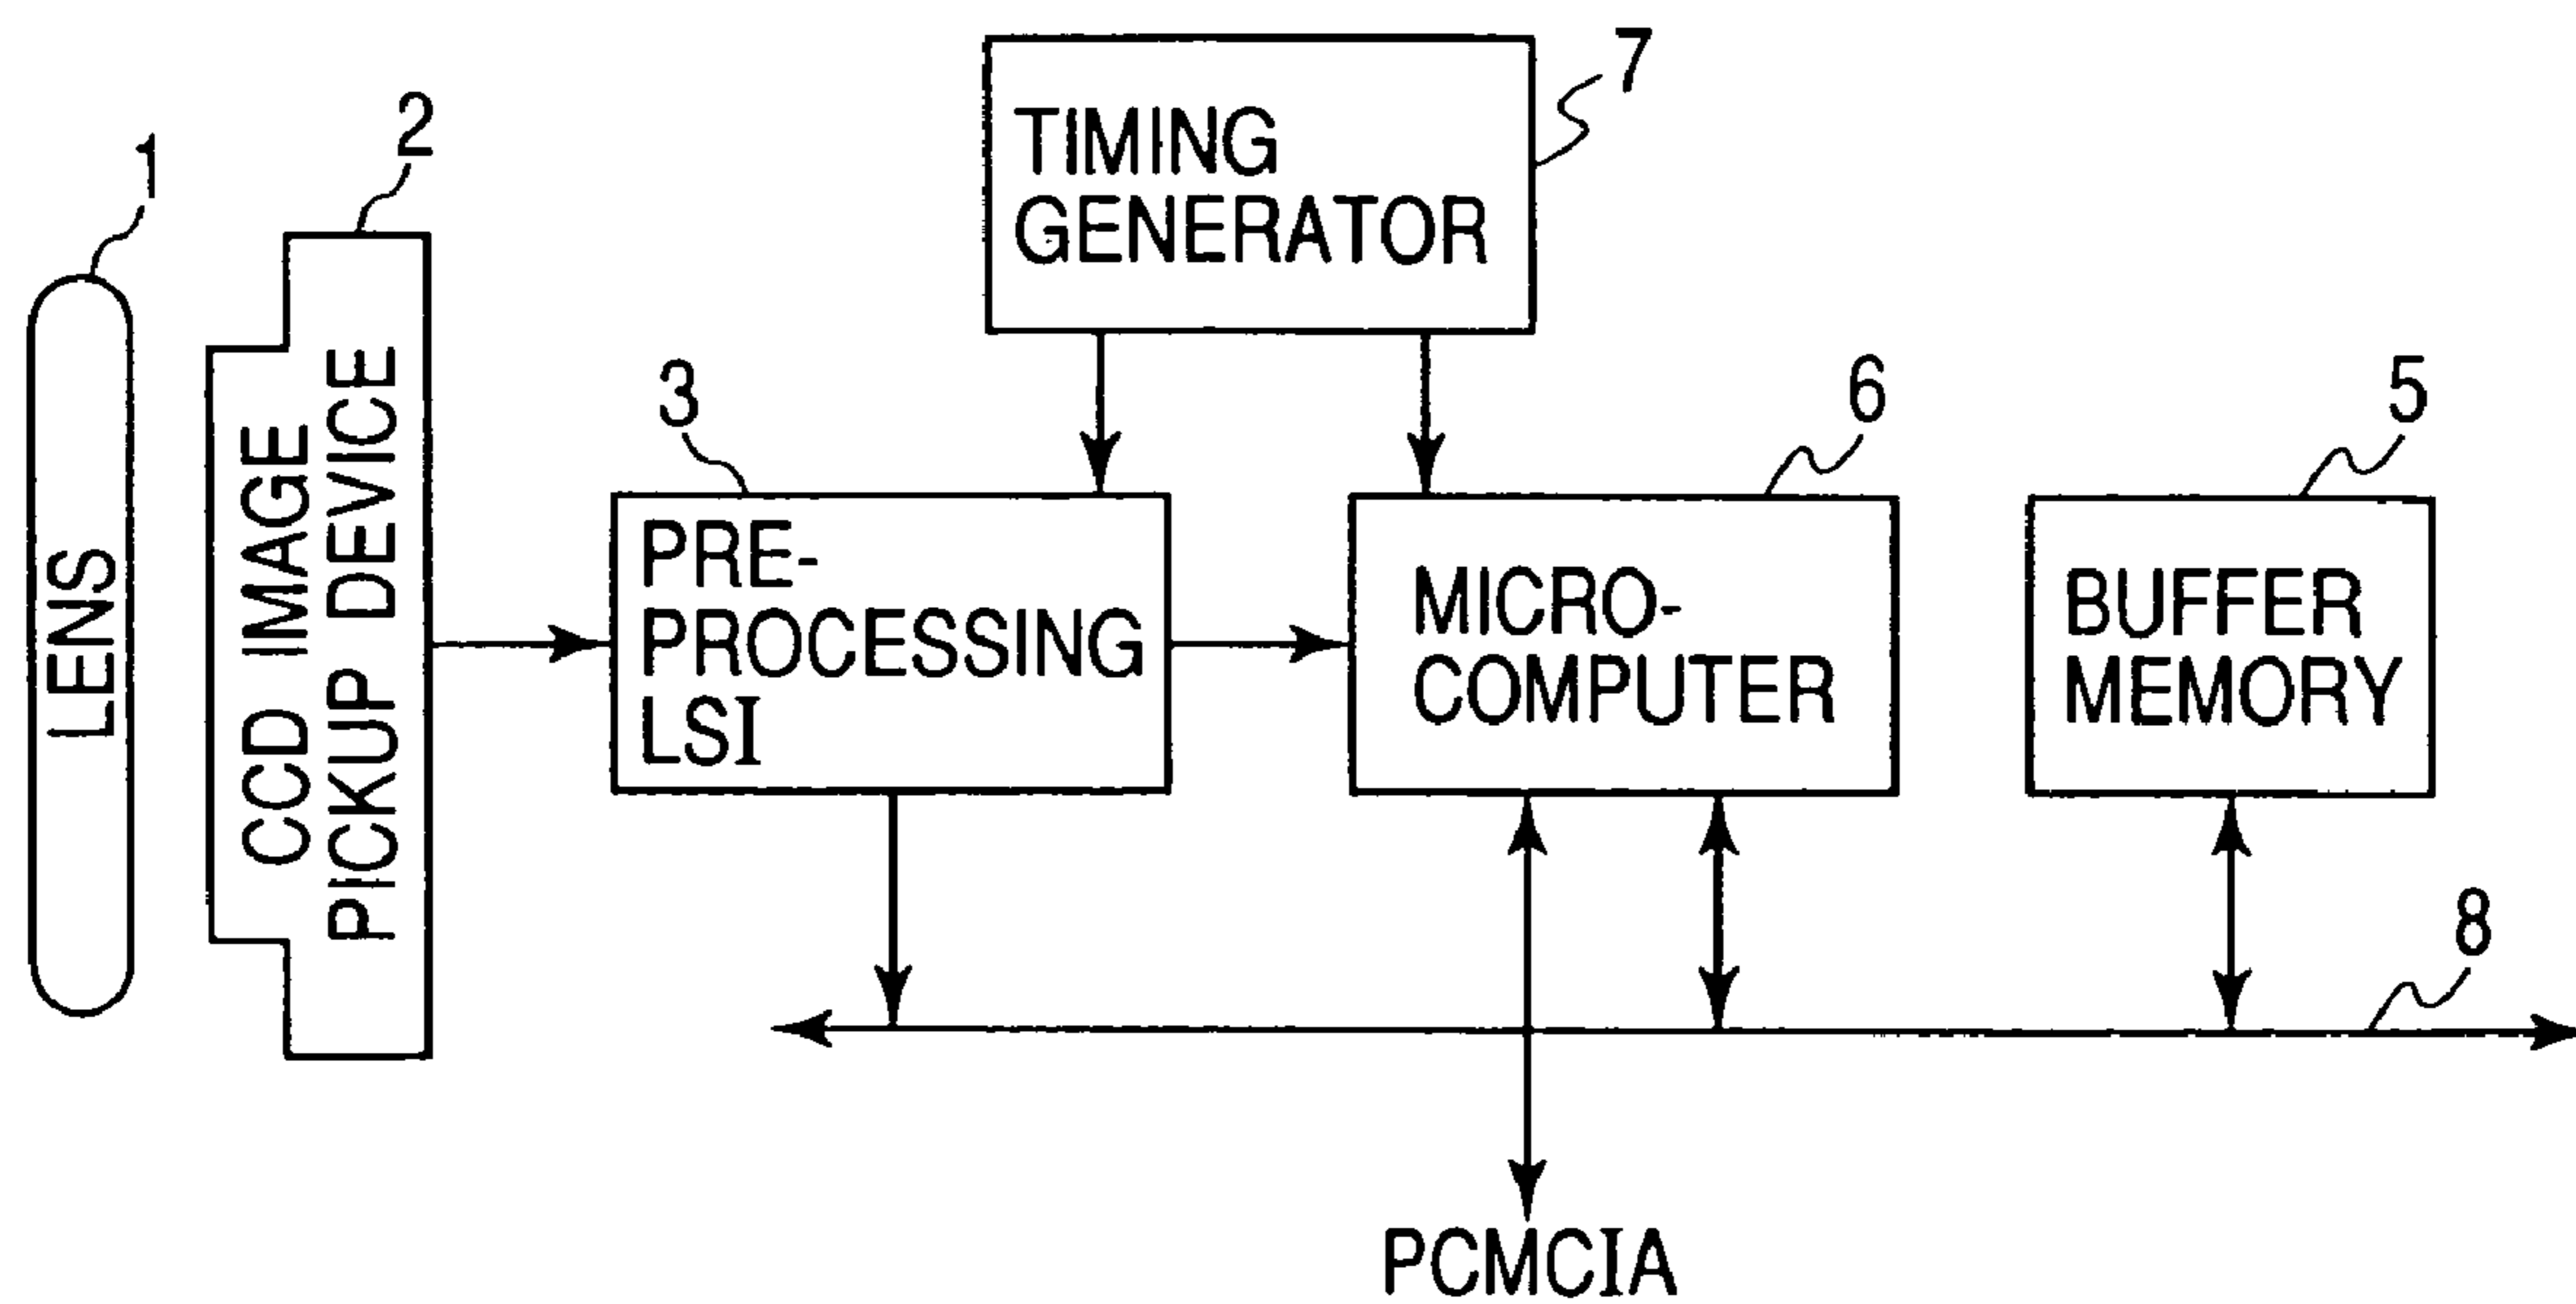 1
LENS
2
CCD IMAGE
PICKUP DEVICE
7
TIMING
GENERATOR
3
PRE-
PROCESSING
LSI
6
MICRO-
COMPUTER
5
BUFFER
MEMORY
8
PCMCIA